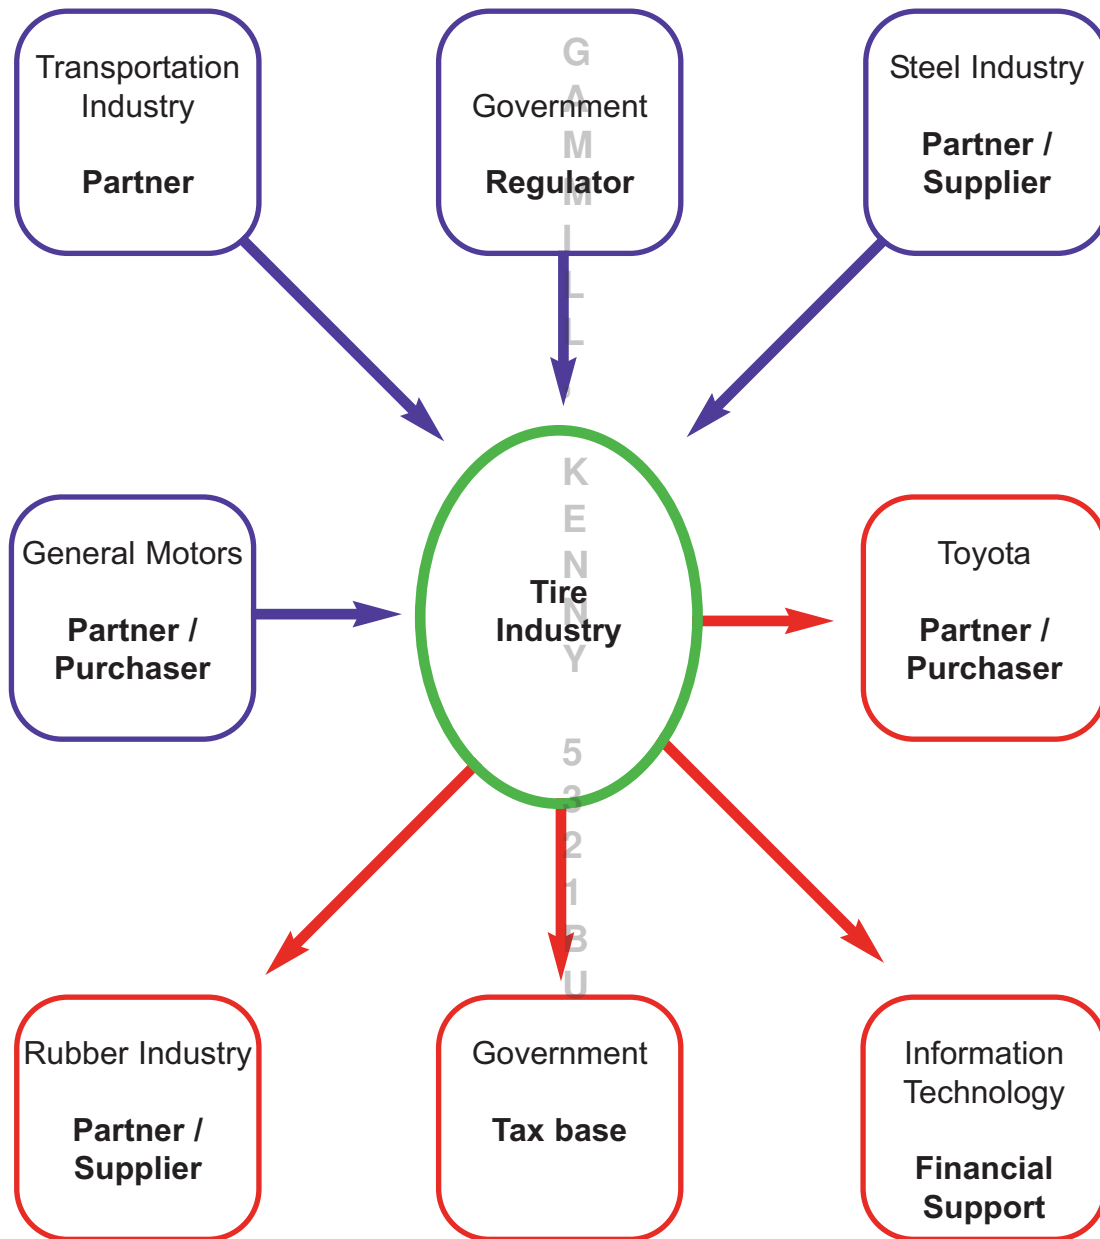 Transportation
Industry
Partner
Government
Regulator
Steel Industry
Partner /
Supplier
General Motors
Partner /
Purchaser
Tire
Industry
Toyota
Partner /
Purchaser
Rubber Industry
Partner /
Supplier
Government
Tax base
Information
Technology
Financial
Support
GAMMILL, KENNY 5321BU